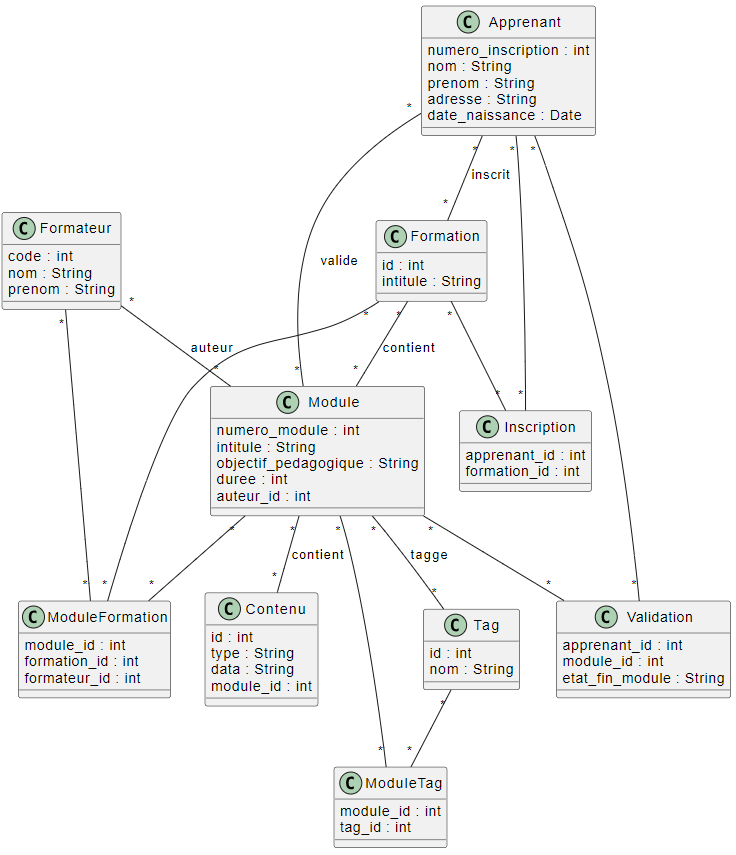 C Apprenant
numero_inscription : int
nom : String
prenom : String
adresse : String
date_naissance : Date
*
* * *
inscrit
*
C Formateur
code : int
nom : String
prenom : String
C Formation
id : int
intitule : String
valide
* *
* * *
auteur
contient
* * *
*
*
C Module
numero_module : int
intitule : String
objectif_pedagogique : String
duree : int
auteur_id : int
C Inscription
apprenant_id : int
formation_id : int
* * * * *
contient
tagge
* * * * * * *
C ModuleFormation
module_id : int
formation_id : int
formateur_id : int
C Contenu
id : int
type : String
data : String
module_id : int
C Tag
id : int
nom : String
C Validation
apprenant_id : int
module_id : int
etat_fin_module : String
*
* *
C ModuleTag
module_id : int
tag_id : int